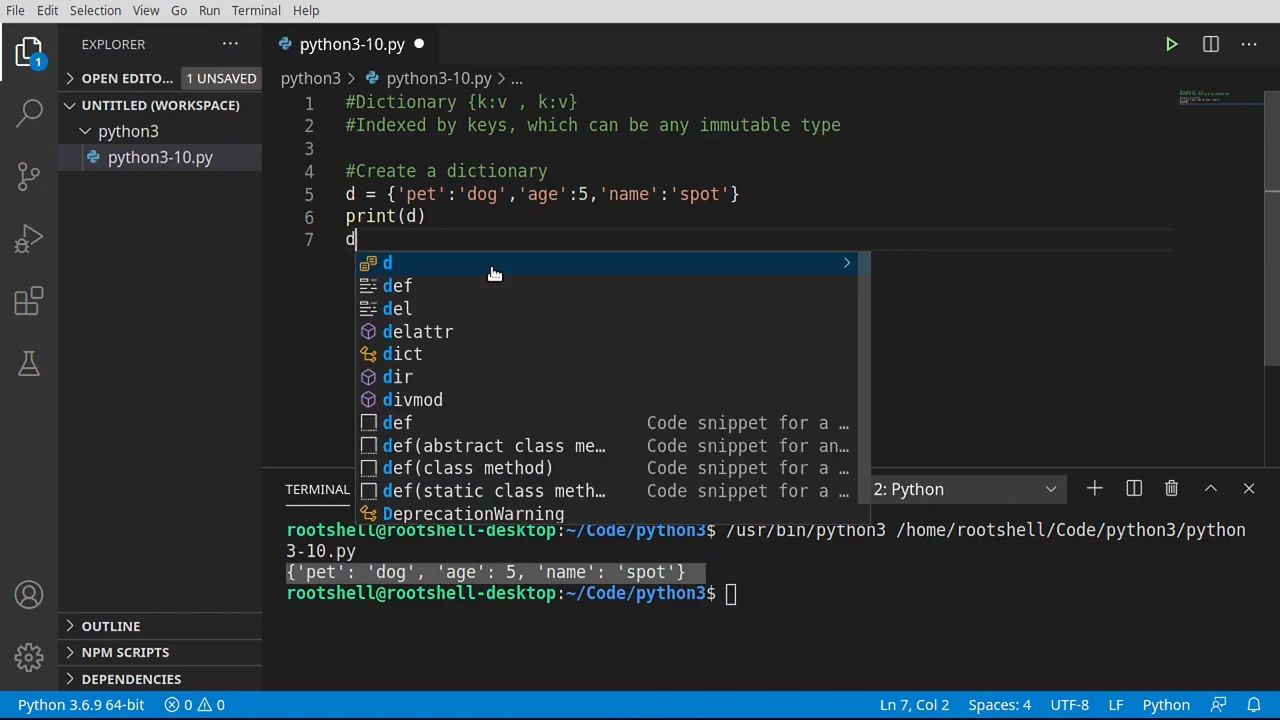 File Edit Selection View Go Run Terminal Help
EXPLORER
python3-10.py
1
OPEN EDITO... 1 UNSAVED
UNTITLED (WORKSPACE)
python3
python3-10.py
python3 > python3-10.py > ...
1 #Dictionary {k:v , k:v}
2 #Indexed by keys, which can be any immutable type
3
4 #Create a dictionary
5 d = {'pet':'dog','age':5,'name':'spot'}
6 print(d)
7 d
d
def
del
delattr
dict
dir
divmod
def Code snippet for a …
def(abstract class me… Code snippet for an…
def(class method) Code snippet for a …
def(static class meth… Code snippet for a …
DeprecationWarning
TERMINAL 2: Python
rootshell@rootshell-desktop:~/Code/python3$ /usr/bin/python3 /home/rootshell/Code/python3/python
3-10.py
{'pet': 'dog', 'age': 5, 'name': 'spot'}
rootshell@rootshell-desktop:~/Code/python3$
OUTLINE
NPM SCRIPTS
DEPENDENCIES
Python 3.6.9 64-bit 0 0 Ln 7, Col 2 Spaces: 4 UTF-8 LF Python